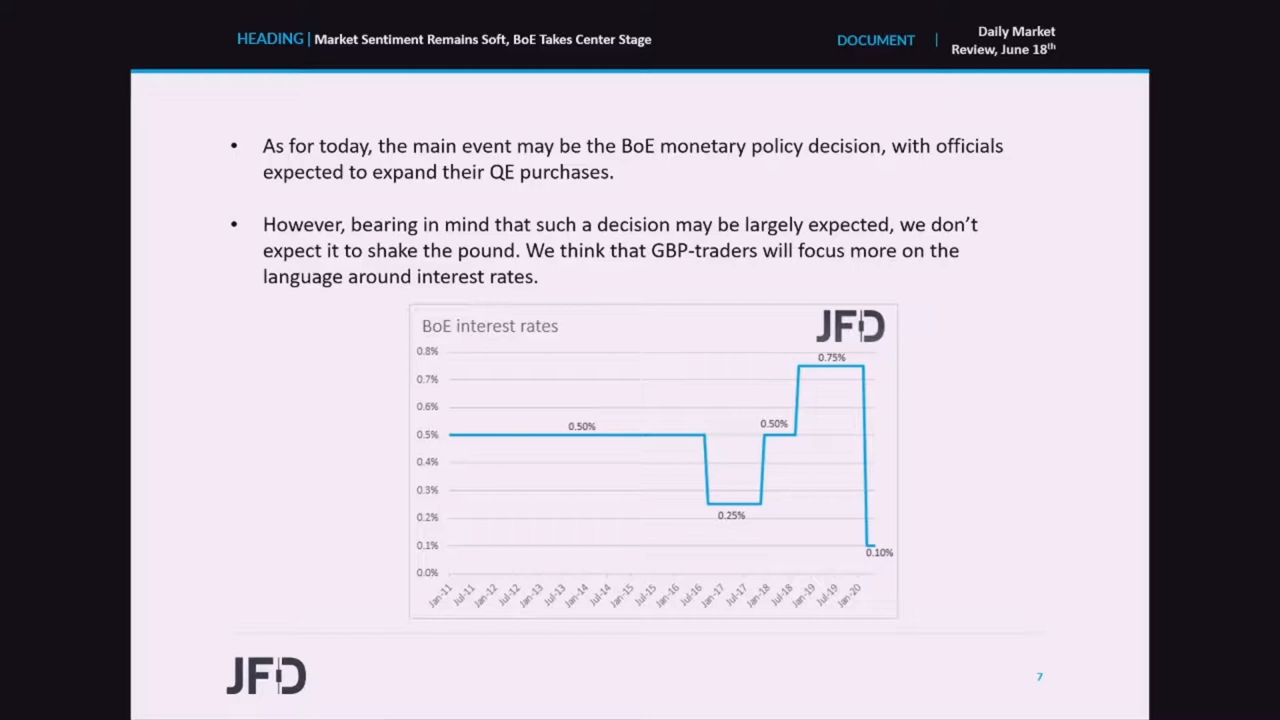 HEADING | Market Sentiment Remains Soft, BoE Takes Center Stage
DOCUMENT |
Daily Market
Review, June 18th
• As for today, the main event may be the BoE monetary policy decision, with officials
expected to expand their QE purchases.
• However, bearing in mind that such a decision may be largely expected, we don’t
expect it to shake the pound. We think that GBP-traders will focus more on the
language around interest rates.
BoE interest rates
JFD
0.8%
0.7%
0.6%
0.5%
0.4%
0.3%
0.2%
0.1%
0.0%
0.50%
0.25%
0.50%
0.75%
0.10%
Jan-11
Jul-11
Jan-12
Jul-12
Jan-13
Jul-13
Jan-14
Jul-14
Jan-15
Jul-15
Jan-16
Jul-16
Jan-17
Jul-17
Jan-18
Jul-18
Jan-19
Jul-19
Jan-20
JFD
7